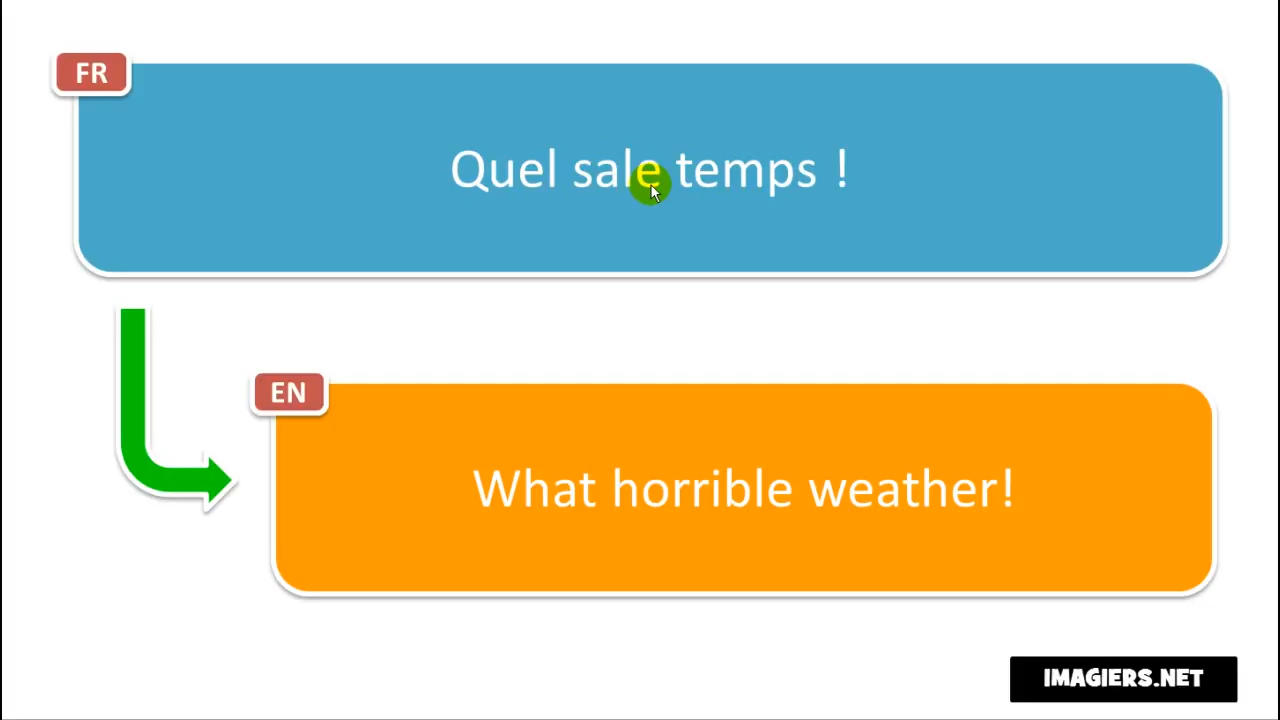 FR
Quel sale temps !
EN
What horrible weather!
IMAGIERS.NET